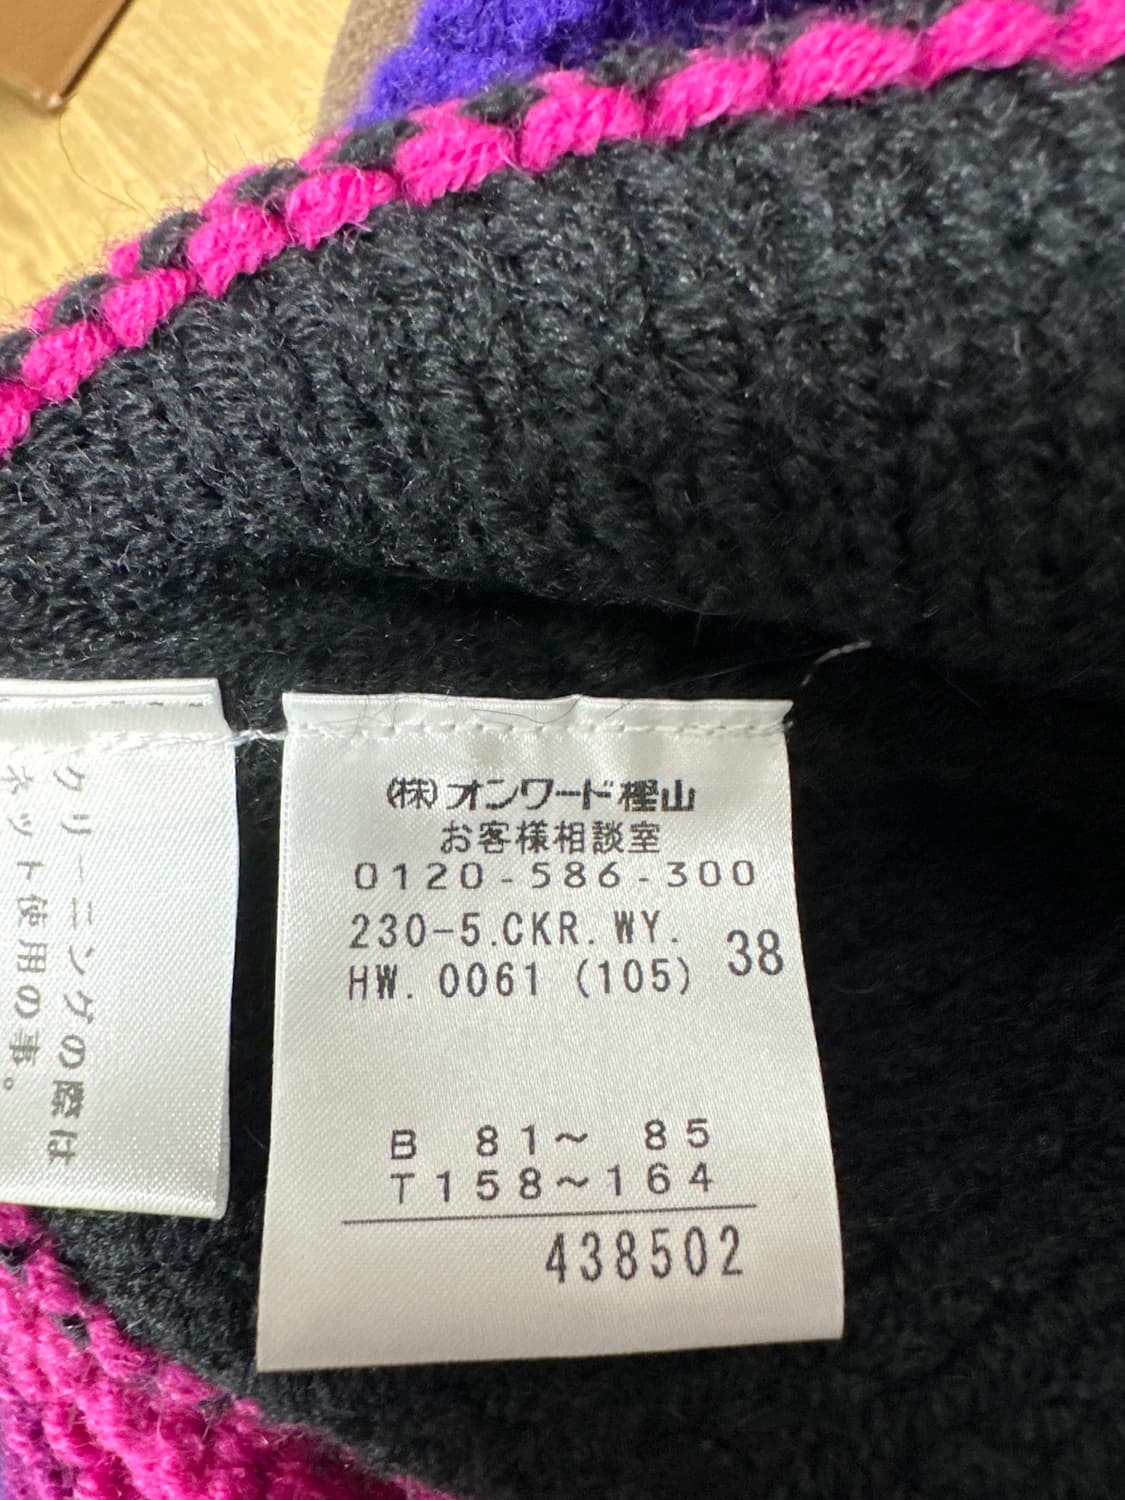 クリーニングの際は
ネット使用の事。
(株)オンワード樫山
お客様相談室
0120-586-300
230-5.CKR.WY.
38
HW.0061 (105)
B 81〜 85
T158〜164
438502